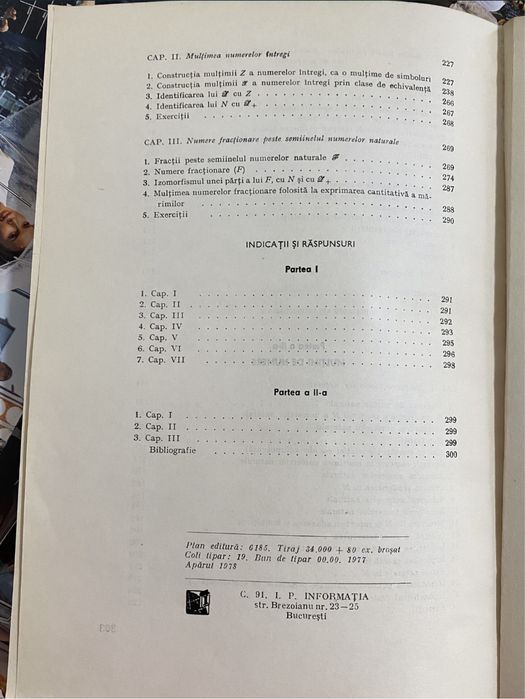 CAP. II. Mulțimea numerelor întregi 227
1. Construcția mulțimii Z a numerelor întregi, ca o mulțime de simboluri 227
2. Construcția mulțimii a numerelor întregi prin clase de echivalență 238
3. Identificarea lui cu Z 266
4. Identificarea lui N cu 267
5. Exerciții 268
CAP. III. Numere fracționare peste semiinelul numerelor naturale 269
1. Fracții peste semiinelul numerelor naturale 269
2. Numere fracționare (F) 274
3. Izomorfismul unei părți a lui F, cu N și cu 287
4. Mulțimea numerelor fracționare folosită la exprimarea cantitativă a mă-
rimilor 288
5. Exerciții 290
INDICAȚII ȘI RĂSPUNSURI
Partea I
1. Cap. I 291
2. Cap. II 291
3. Cap. III 292
4. Cap. IV 293
5. Cap. V 295
6. Cap. VI 296
7. Cap. VII 298
Partea a II-a
1. Cap. I 299
2. Cap. II 299
3. Cap. III 299
Bibliografie 300
Plan editură: 6185. Tiraj 34.000 + 80 ex. broșat
Coli tipar: 19. Bun de tipar 00.00. 1977
Apărut 1978
C. 91, I. P. INFORMAȚIA
str. Brezoianu nr. 23—25
București